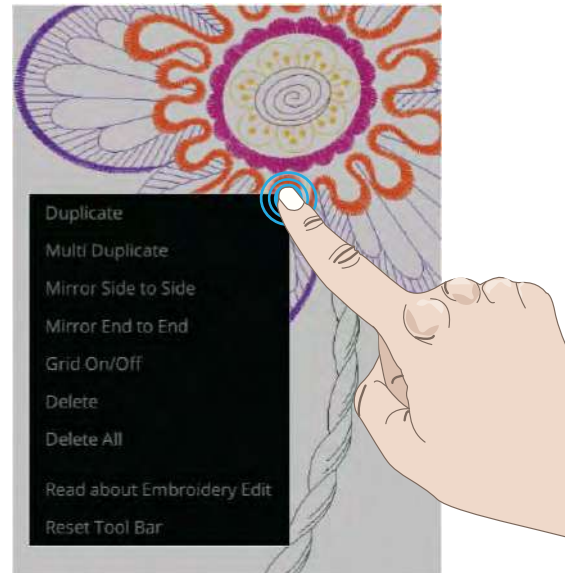 Duplicate
Multi Duplicate
Mirror Side to Side
Mirror End to End
Grid On/Off
Delete
Delete All
Read about Embroidery Edit
Reset Tool Bar